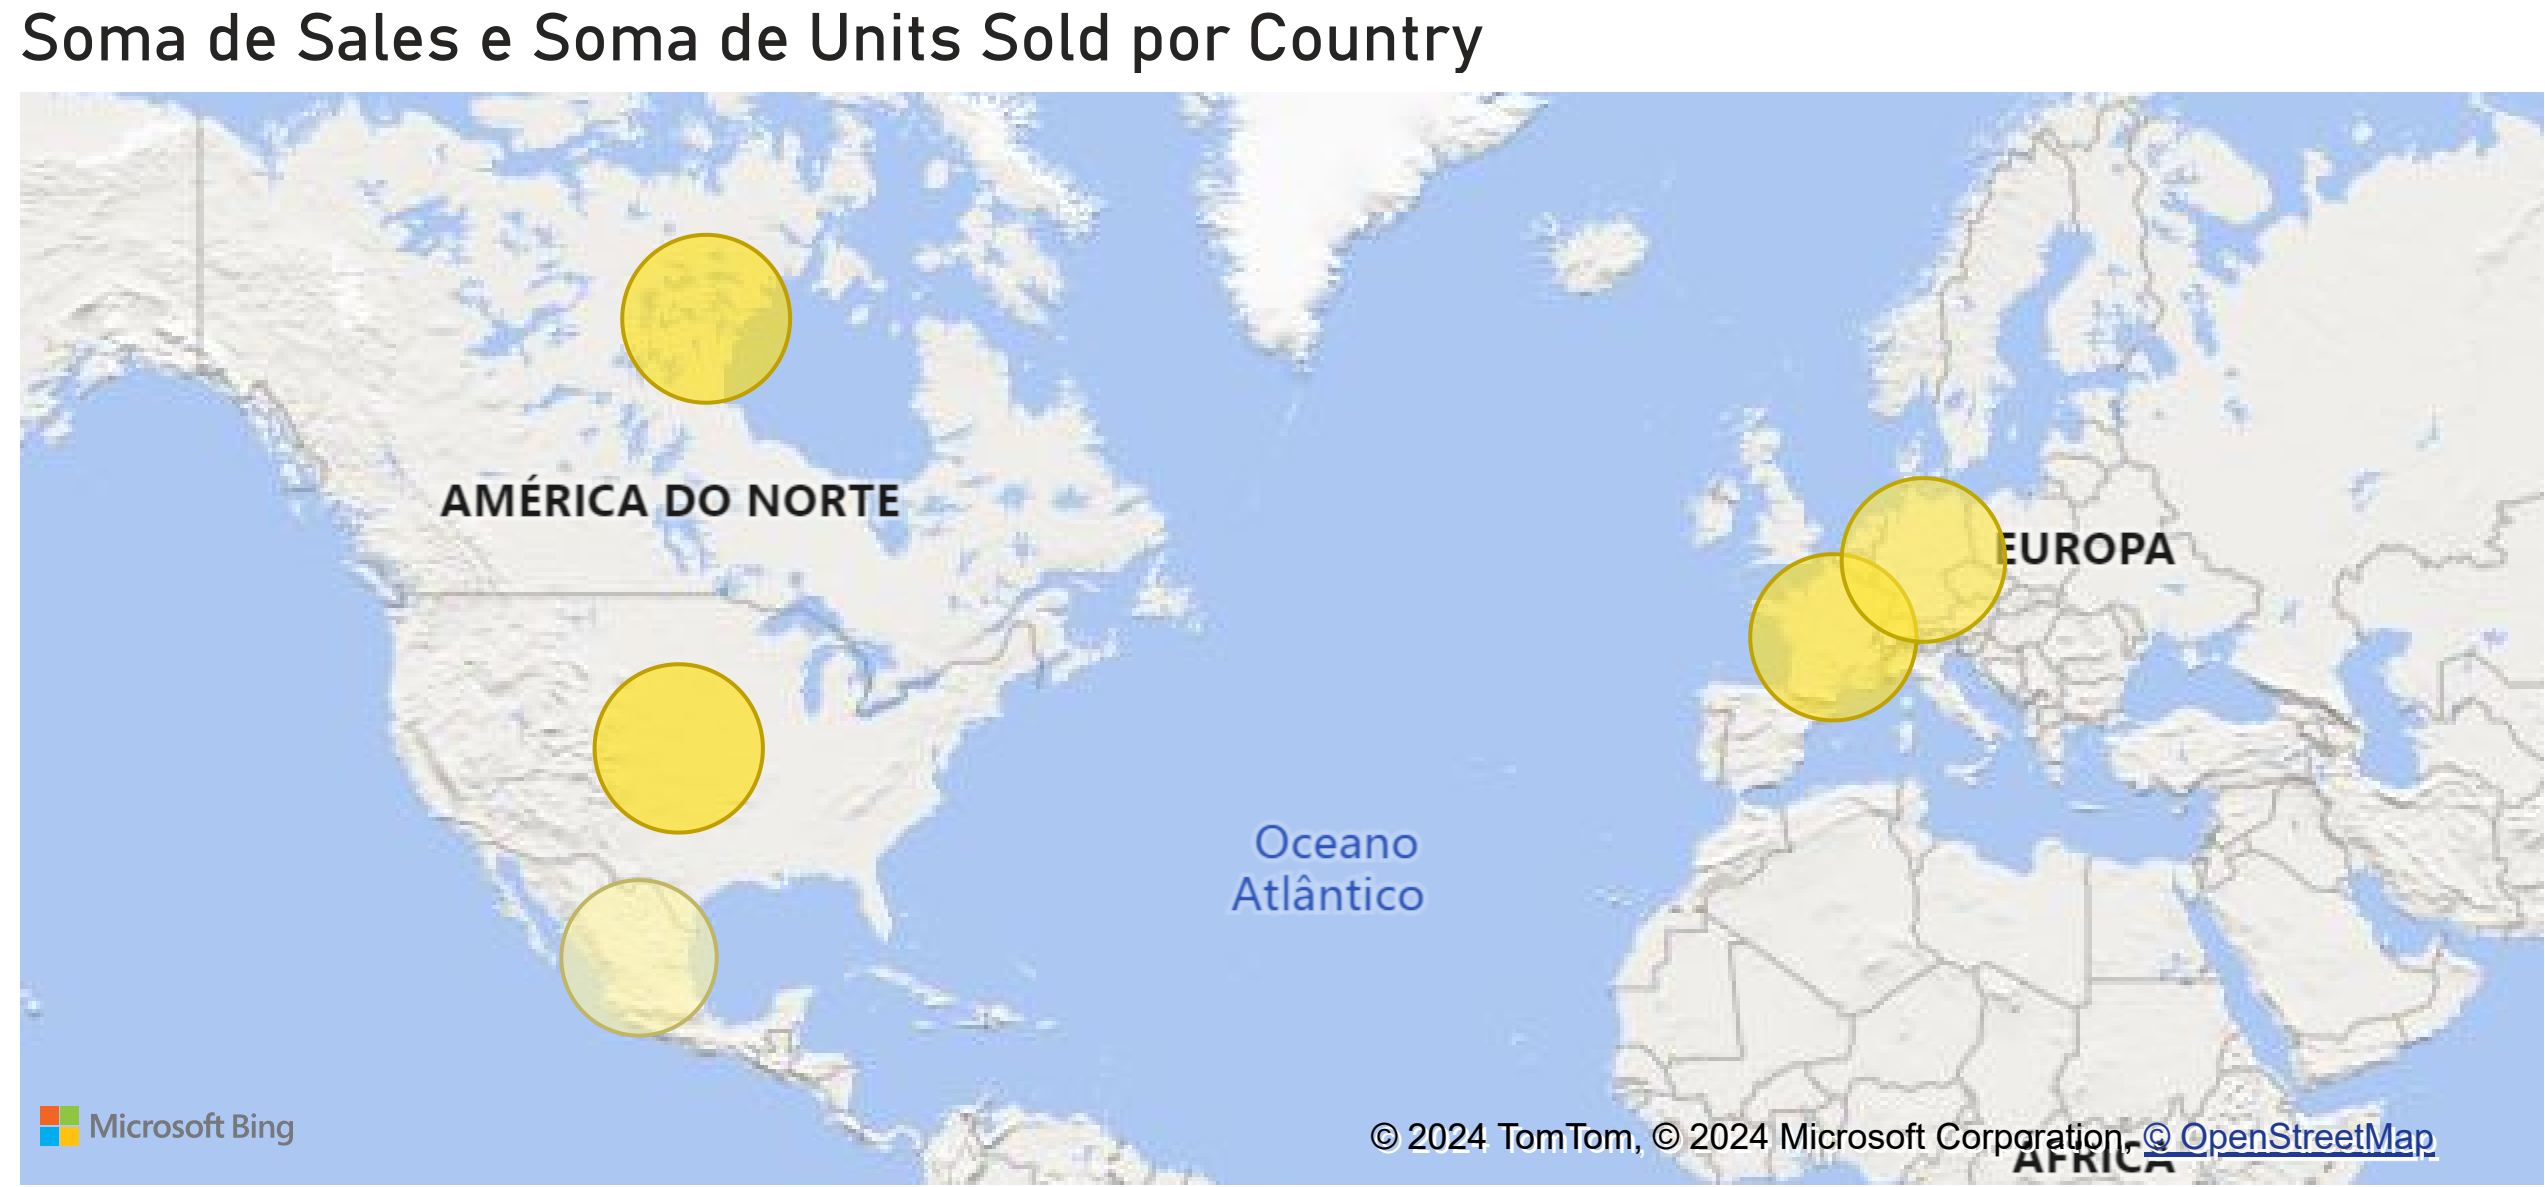 Soma de Sales e Soma de Units Sold por Country
AMÉRICA DO NORTE
EUROPA
Oceano
Atlântico
Microsoft Bing
© 2024 TomTom, © 2024 Microsoft Corporation, © OpenStreetMap
ÁFRICA